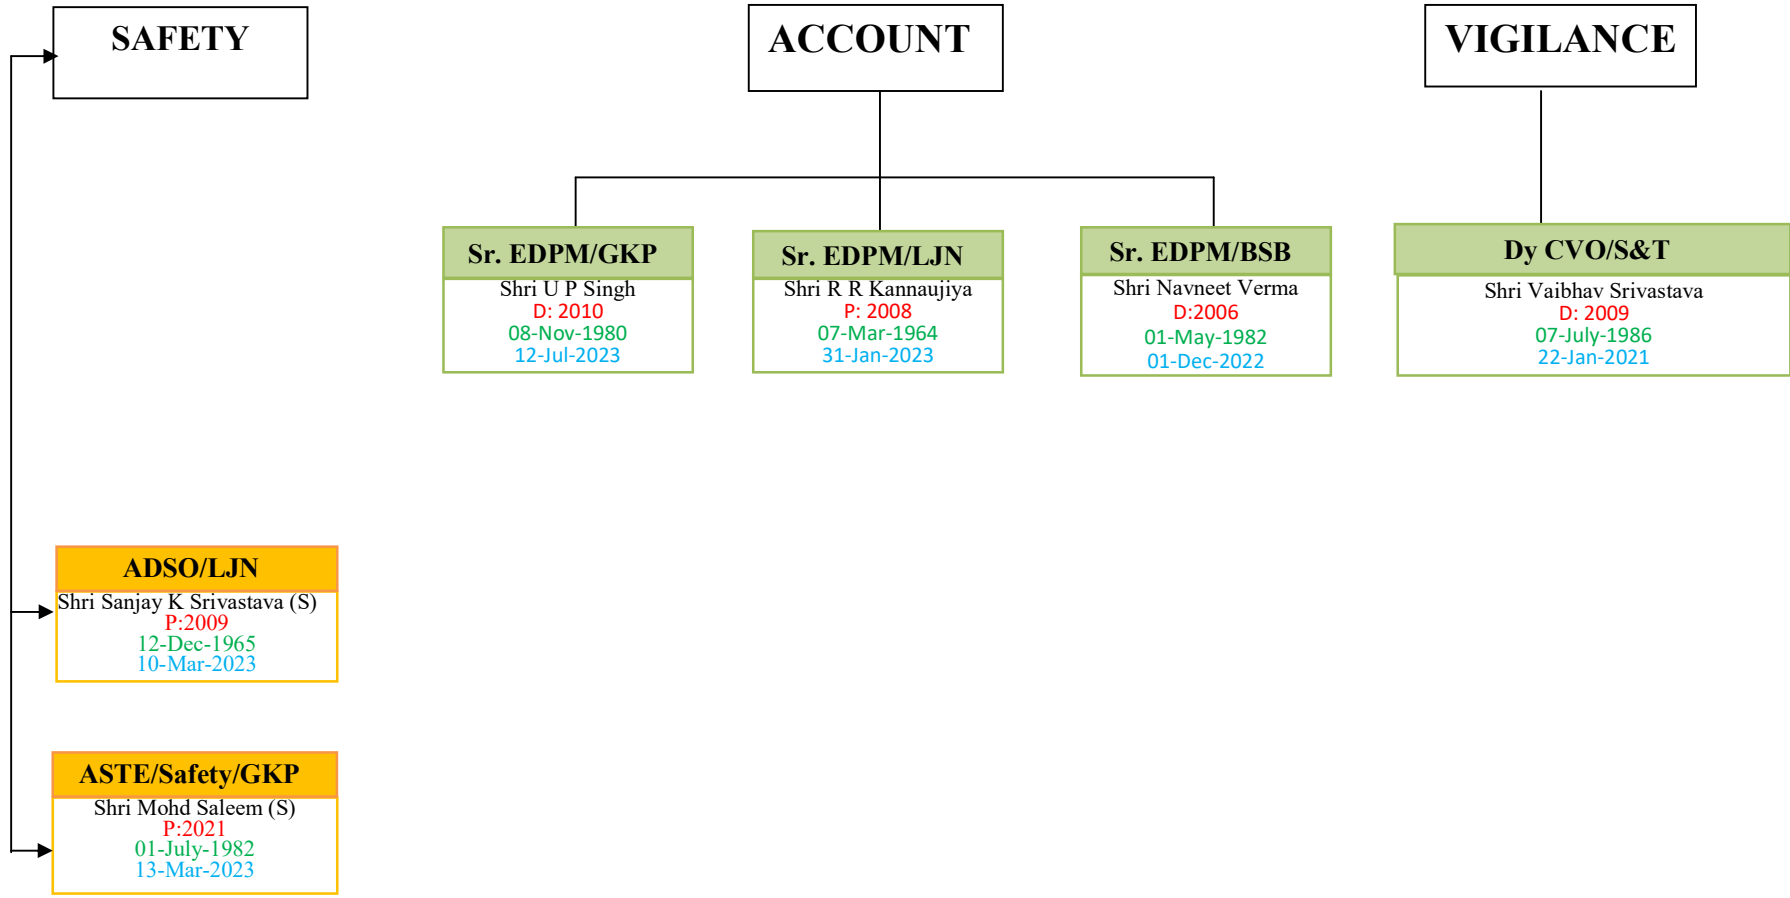 SAFETY
ACCOUNT
VIGILANCE
Sr. EDPM/GKP
Shri U P Singh
D: 2010
08-Nov-1980
12-Jul-2023
Sr. EDPM/LJN
Shri R R Kannaujiya
P: 2008
07-Mar-1964
31-Jan-2023
Sr. EDPM/BSB
Shri Navneet Verma
D:2006
01-May-1982
01-Dec-2022
Dy CVO/S&T
Shri Vaibhav Srivastava
D: 2009
07-July-1986
22-Jan-2021
ADSO/LJN
Shri Sanjay K Srivastava (S)
P:2009
12-Dec-1965
10-Mar-2023
ASTE/Safety/GKP
Shri Mohd Saleem (S)
P:2021
01-July-1982
13-Mar-2023